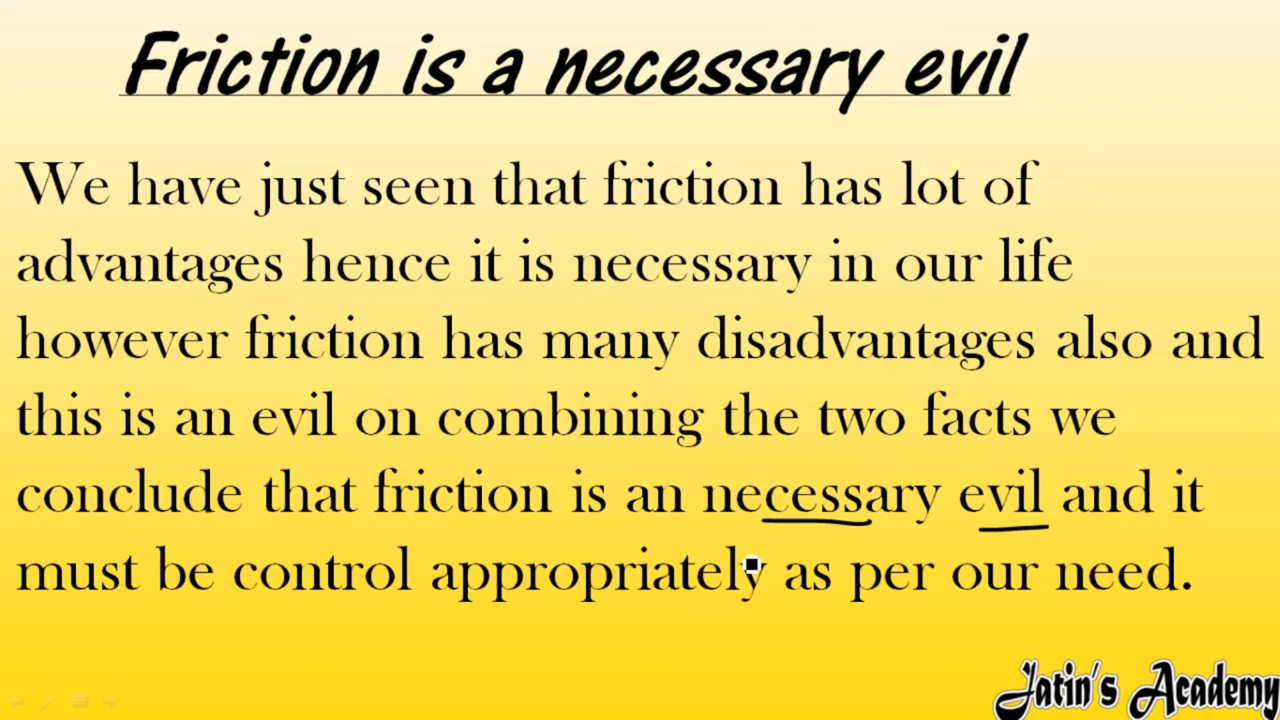 Friction is a necessary evil
We have just seen that friction has lot of
advantages hence it is necessary in our life
however friction has many disadvantages also and
this is an evil on combining the two facts we
conclude that friction is an necessary evil and it
must be control appropriately as per our need.
Jatin's Academy